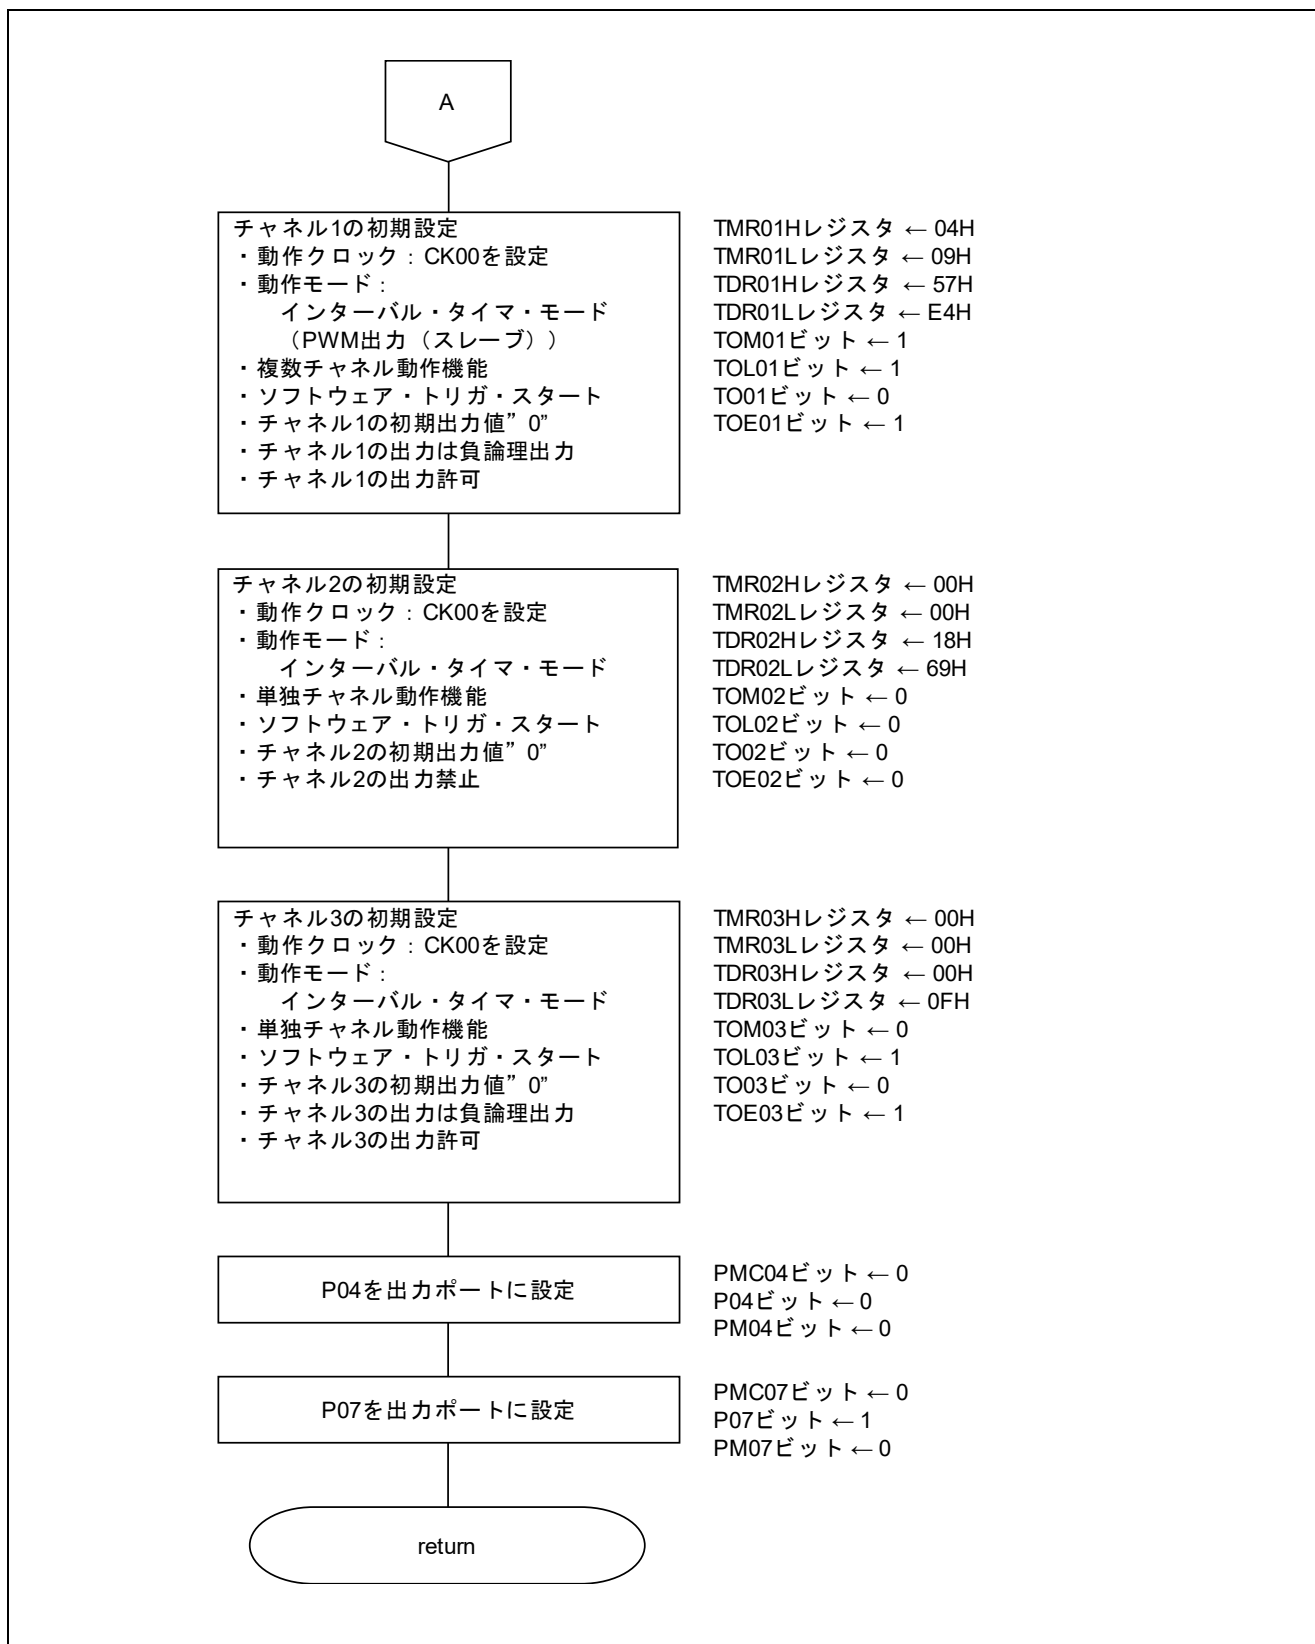 A
チャネル1の初期設定
・動作クロック：CK00を設定
・動作モード：
インターバル・タイマ・モード
（PWM出力（スレーブ））
・複数チャネル動作機能
・ソフトウェア・トリガ・スタート
・チャネル1の初期出力値”0”
・チャネル1の出力は負論理出力
・チャネル1の出力許可
TMR01Hレジスタ ← 04H
TMR01Lレジスタ ← 09H
TDR01Hレジスタ ← 57H
TDR01Lレジスタ ← E4H
TOM01ビット ← 1
TOL01ビット ← 1
TO01ビット ← 0
TOE01ビット ← 1
チャネル2の初期設定
・動作クロック：CK00を設定
・動作モード：
インターバル・タイマ・モード
・単独チャネル動作機能
・ソフトウェア・トリガ・スタート
・チャネル2の初期出力値”0”
・チャネル2の出力禁止
TMR02Hレジスタ ← 00H
TMR02Lレジスタ ← 00H
TDR02Hレジスタ ← 18H
TDR02Lレジスタ ← 69H
TOM02ビット ← 0
TOL02ビット ← 0
TO02ビット ← 0
TOE02ビット ← 0
チャネル3の初期設定
・動作クロック：CK00を設定
・動作モード：
インターバル・タイマ・モード
・単独チャネル動作機能
・ソフトウェア・トリガ・スタート
・チャネル3の初期出力値”0”
・チャネル3の出力は負論理出力
・チャネル3の出力許可
TMR03Hレジスタ ← 00H
TMR03Lレジスタ ← 00H
TDR03Hレジスタ ← 00H
TDR03Lレジスタ ← 0FH
TOM03ビット ← 0
TOL03ビット ← 1
TO03ビット ← 0
TOE03ビット ← 1
P04を出力ポートに設定
PMC04ビット ← 0
P04ビット ← 0
PM04ビット ← 0
P07を出力ポートに設定
PMC07ビット ← 0
P07ビット ← 1
PM07ビット ← 0
return